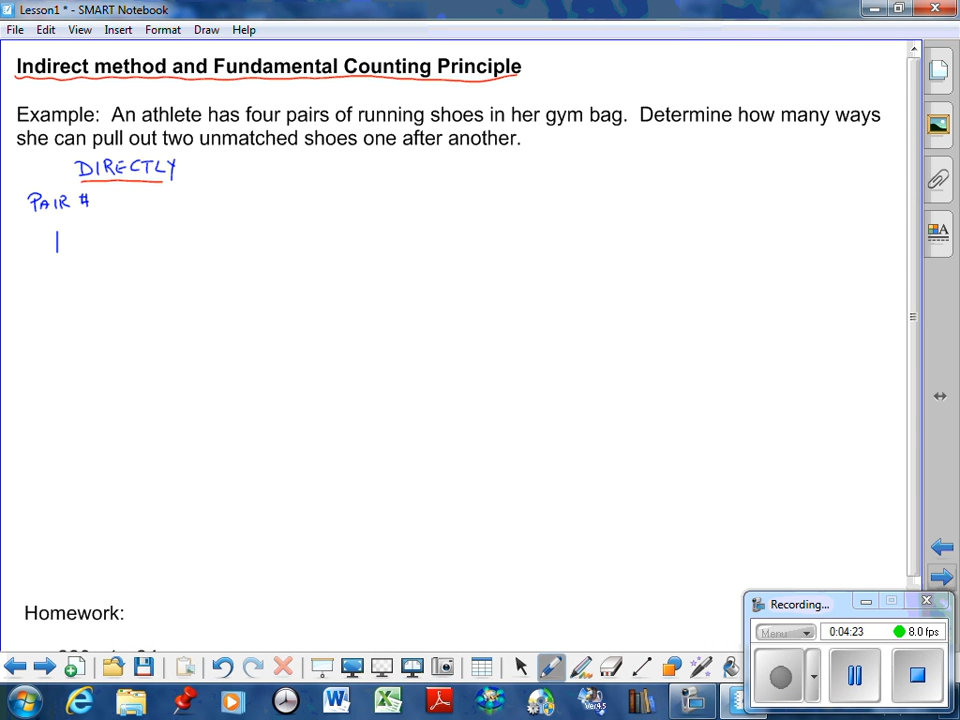 Lesson1 * - SMART Notebook
File Edit View Insert Format Draw Help
Indirect method and Fundamental Counting Principle
Example: An athlete has four pairs of running shoes in her gym bag. Determine how many ways
she can pull out two unmatched shoes one after another.
DIRECTLY
PAIR #
1
Homework:
Recording...
Menu
0:04:23
8.0 fps